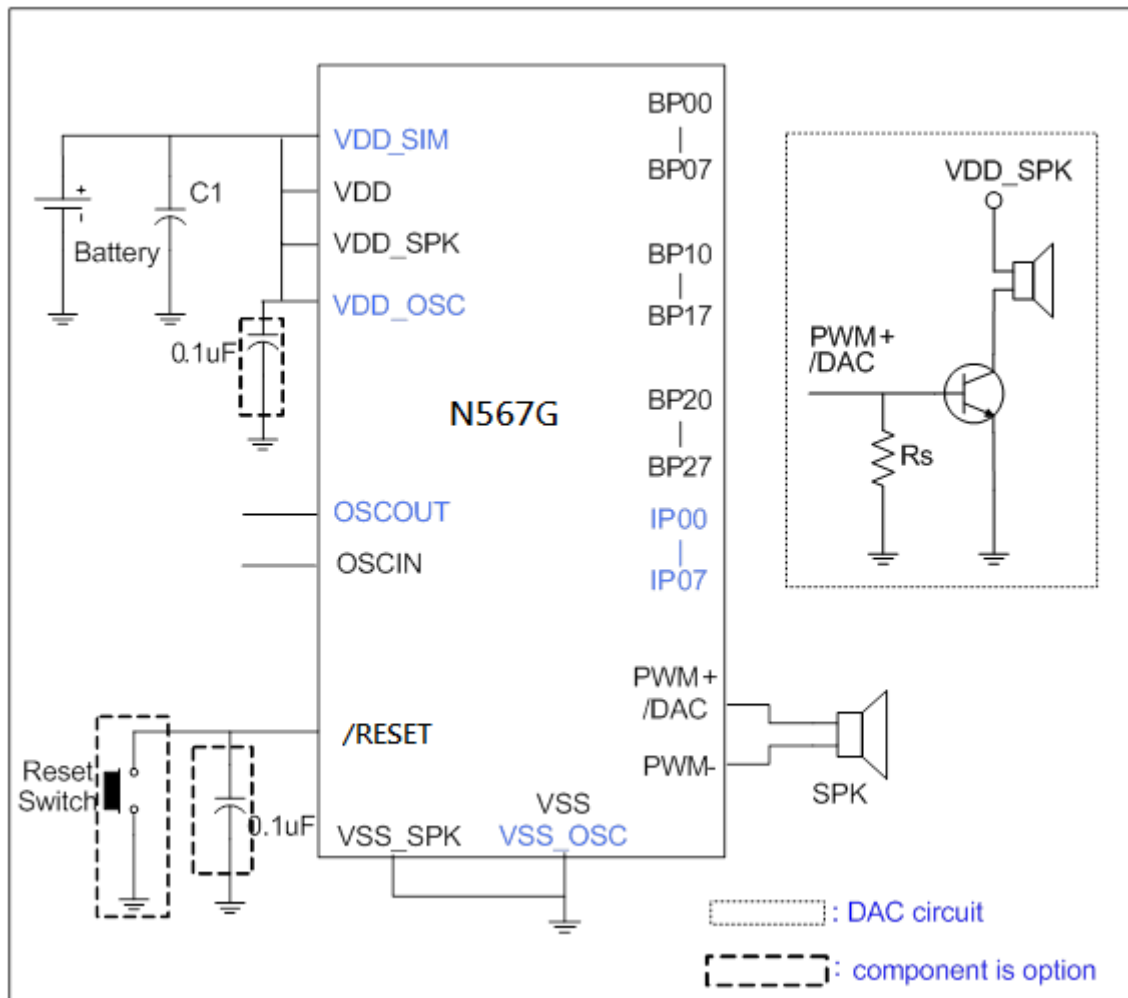 VDD_SIM
VDD
VDD_SPK
VDD_OSC
+
-
Battery
C1
0.1uF
N567G
OSCOUT
OSCIN
/RESET
Reset
Switch
0.1uF
VSS_SPK
VSS
VSS_OSC
BP00
|
BP07
BP10
|
BP17
BP20
|
BP27
IP00
|
IP07
PWM+
/DAC
PWM-
SPK
VDD_SPK
PWM+
/DAC
Rs
: DAC circuit
: component is option